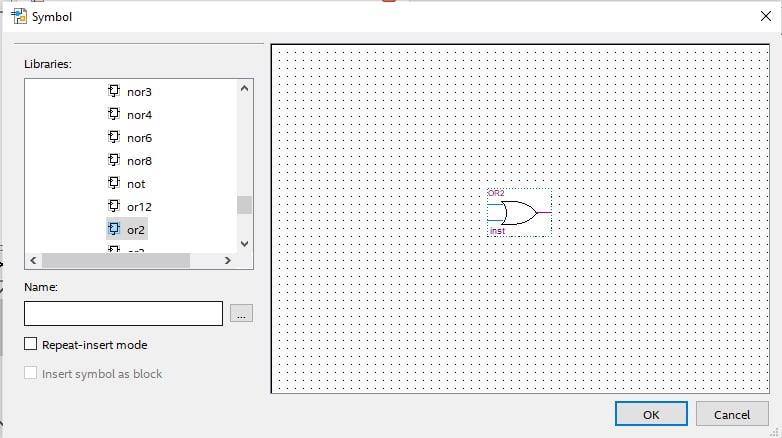 Symbol
Libraries:
nor3
nor4
nor6
nor8
not
or12
or2
Name:
...
Repeat-insert mode
Insert symbol as block
OR2
inst
OK
Cancel